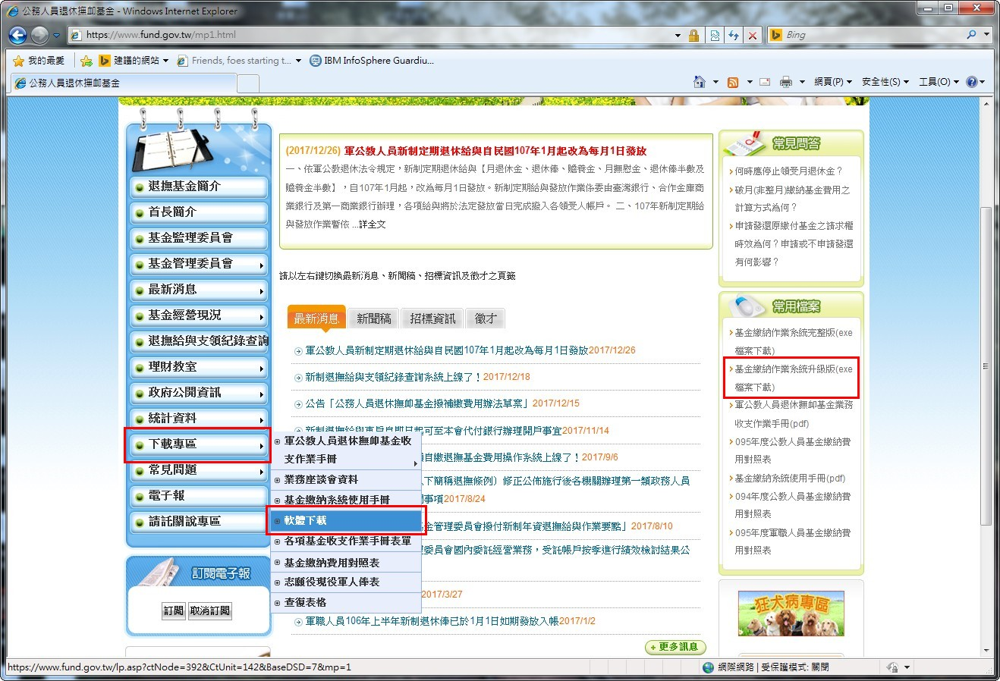 公務人員退休撫卹基金 - Windows Internet Explorer
https://www.fund.gov.tw/mp1.html
Bing
我的最愛
建議的網站
Friends, foes starting t...
IBM InfoSphere Guardiu...
公務人員退休撫卹基金
網頁(P)
安全性(S)
工具(O)
退撫基金簡介
首長簡介
基金監理委員會
基金管理委員會
最新消息
基金經營現況
退撫給與支領紀錄查詢
理財教室
政府公開資訊
統計資料
下載專區
常見問題
電子報
請託關說專區
訂閱電子報
訂閱
取消訂閱
軍公教人員退休撫卹基金收
支作業手冊
業務座談會資料
基金繳納系統使用手冊
軟體下載
各項基金收支作業手冊表單
基金繳納費用對照表
志願役現役軍人俸表
查復表格
(2017/12/26) 軍公教人員新制定期退休給與自民國107年1月起改為每月1日發放
一、依軍公教退休法令規定，新制定期退休給與【月退休金、退休俸、贍養金、月撫慰金、退休俸半數及
贍養金半數】，自107年1月起，改為每月1日發放。新制定期給與發放作業係委由臺灣銀行、合作金庫商
業銀行及第一商業銀行辦理，各項給與將於法定發放當日完成撥入各領受人帳戶。 二、107年新制定期給
與發放作業暫依 ...詳全文
請以左右鍵切換最新消息、新聞稿、招標資訊及徵才之頁籤
最新消息
新聞稿
招標資訊
徵才
軍公教人員新制定期退休給與自民國107年1月起改為每月1日發放2017/12/26
新制退撫給與支領紀錄查詢系統上線了！2017/12/18
公告「公務人員退休撫卹基金撥補繳費用辦法草案」2017/12/15
新制退撫給與專戶自即日起可至本會代付銀行辦理開戶事宜2017/11/14
自繳退撫基金費用操作系統上線了！2017/9/6
下簡稱退撫條例〕修正公佈施行後各機關辦理第一類政務人員
事項2017/8/24
金管理委員會撥付新制年資退撫給與作業要點」2017/8/10
理委員會國內委託經營業務，受託帳戶按季進行績效檢討結果公
2017/3/27
軍職人員106年上半年新制退休俸已於1月1日如期發放入帳2017/1/2
+ 更多訊息
常見問答
何時應停止領受月退休金？
破月(非整月)繳納基金費用之
計算方式為何？
申請發還原繳付基金之請求權
時效為何？申請或不申請發還
有何影響？
常用檔案
基金繳納作業系統完整版(exe
檔案下載)
基金繳納作業系統升級版(exe
檔案下載)
軍公教人員退休撫卹基金業務
收支作業手冊(pdf)
095年度公教人員基金繳納費
用對照表
基金繳納系統使用手冊(pdf)
094年度公教人員基金繳納費
用對照表
095年度軍職人員基金繳納費
用對照表
狂犬病專區
https://www.fund.gov.tw/lp.asp?ctNode=392&CtUnit=142&BaseDSD=7&mp=1
網際網路 | 受保護模式: 關閉